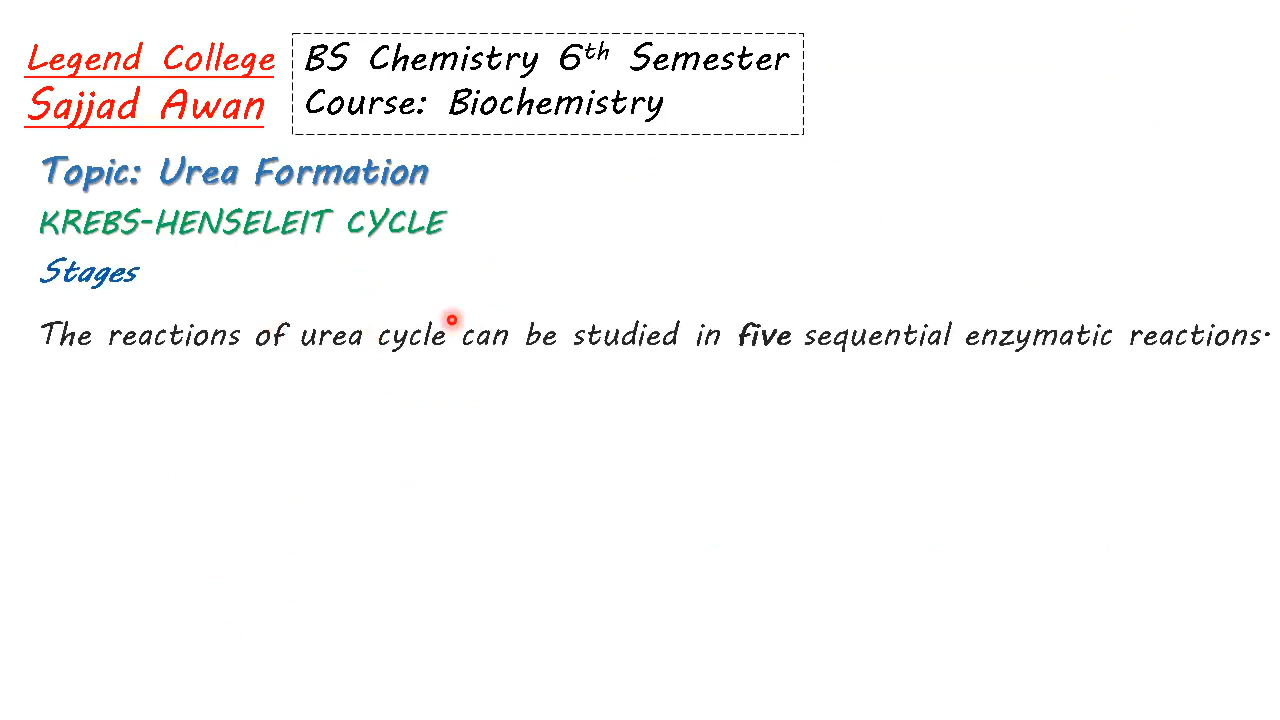 Legend College
Sajjad Awan
BS Chemistry 6th Semester
Course: Biochemistry
Topic: Urea Formation
KREBS-HENSELEIT CYCLE
Stages
The reactions of urea cycle can be studied in five sequential enzymatic reactions.